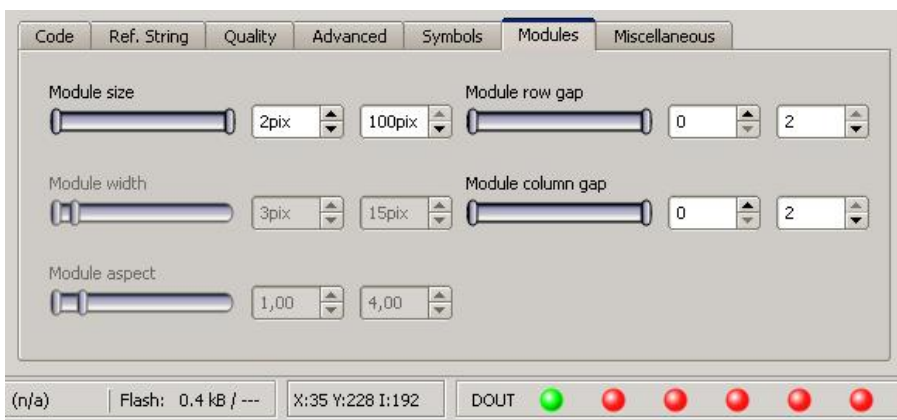 Code Ref. String Quality Advanced Symbols Modules Miscellaneous
Module size
2pix 100pix
Module row gap
0 2
Module width
3pix 15pix
Module column gap
0 2
Module aspect
1,00 4,00
(n/a) Flash: 0.4 kB / --- X:35 Y:228 I:192 DOUT